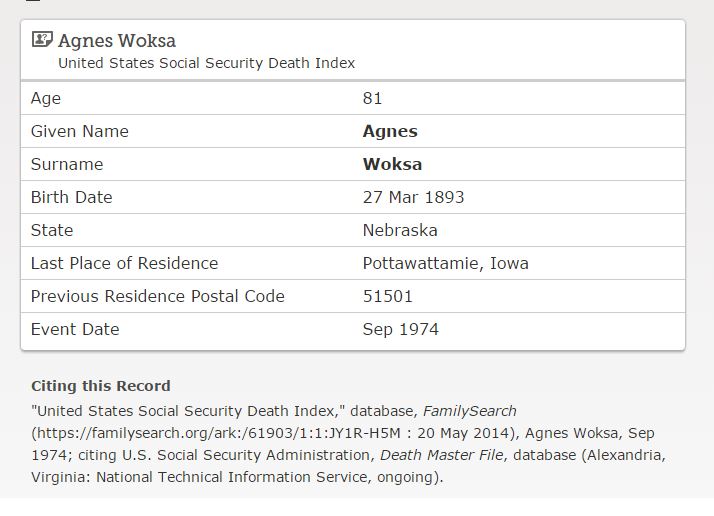 Agnes Woksa
United States Social Security Death Index
Age 81
Given Name Agnes
Surname Woksa
Birth Date 27 Mar 1893
State Nebraska
Last Place of Residence Pottawattamie, Iowa
Previous Residence Postal Code 51501
Event Date Sep 1974
Citing this Record
"United States Social Security Death Index," database, FamilySearch
(https://familysearch.org/ark:/61903/1:1:JY1R-H5M : 20 May 2014), Agnes Woksa, Sep
1974; citing U.S. Social Security Administration, Death Master File, database (Alexandria,
Virginia: National Technical Information Service, ongoing).